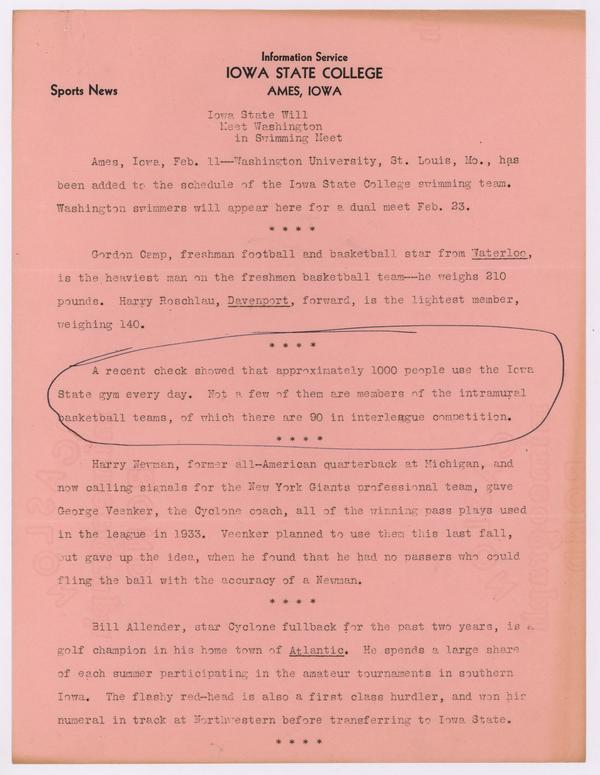 Information Service
IOWA STATE COLLEGE
Sports News AMES, IOWA
Iowa State Will
Meet Washington
in Swimming Meet
Ames, Iowa, Feb. 11--Washington University, St. Louis, Mo., has
been added to the schedule of the Iowa State College swimming team.
Washington swimmers will appear here for a dual meet Feb. 23.
* * * *
Gordon Camp, freshman football and basketball star from Waterloo,
is the heaviest man on the freshmen basketball team--he weighs 210
pounds. Harry Roschlau, Davenport, forward, is the lightest member,
weighing 140.
* * * *
A recent check showed that approximately 1000 people use the Iowa
State gym every day. Not a few of them are members of the intramural
basketball teams, of which there are 90 in interleague competition.
* * * *
Harry Newman, former all-American quarterback at Michigan, and
now calling signals for the New York Giants professional team, gave
George Veenker, the Cyclone coach, all of the winning pass plays used
in the league in 1933. Veenker planned to use them this last fall,
but gave up the idea, when he found that he had no passers who could
fling the ball with the accuracy of a Newman.
* * * *
Bill Allender, star Cyclone fullback for the past two years, is a
golf champion in his home town of Atlantic. He spends a large share
of each summer participating in the amateur tournaments in southern
Iowa. The flashy red-head is also a first class hurdler, and won his
numeral in track at Northwestern before transferring to Iowa State.
* * * *